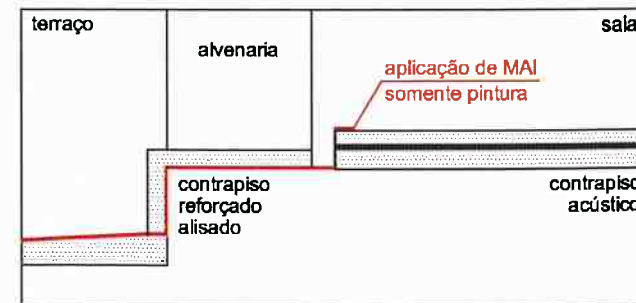 terraço
alvenaria
sala
aplicação de MAI
somente pintura
contrapiso
reforçado
alisado
contrapiso
acústico